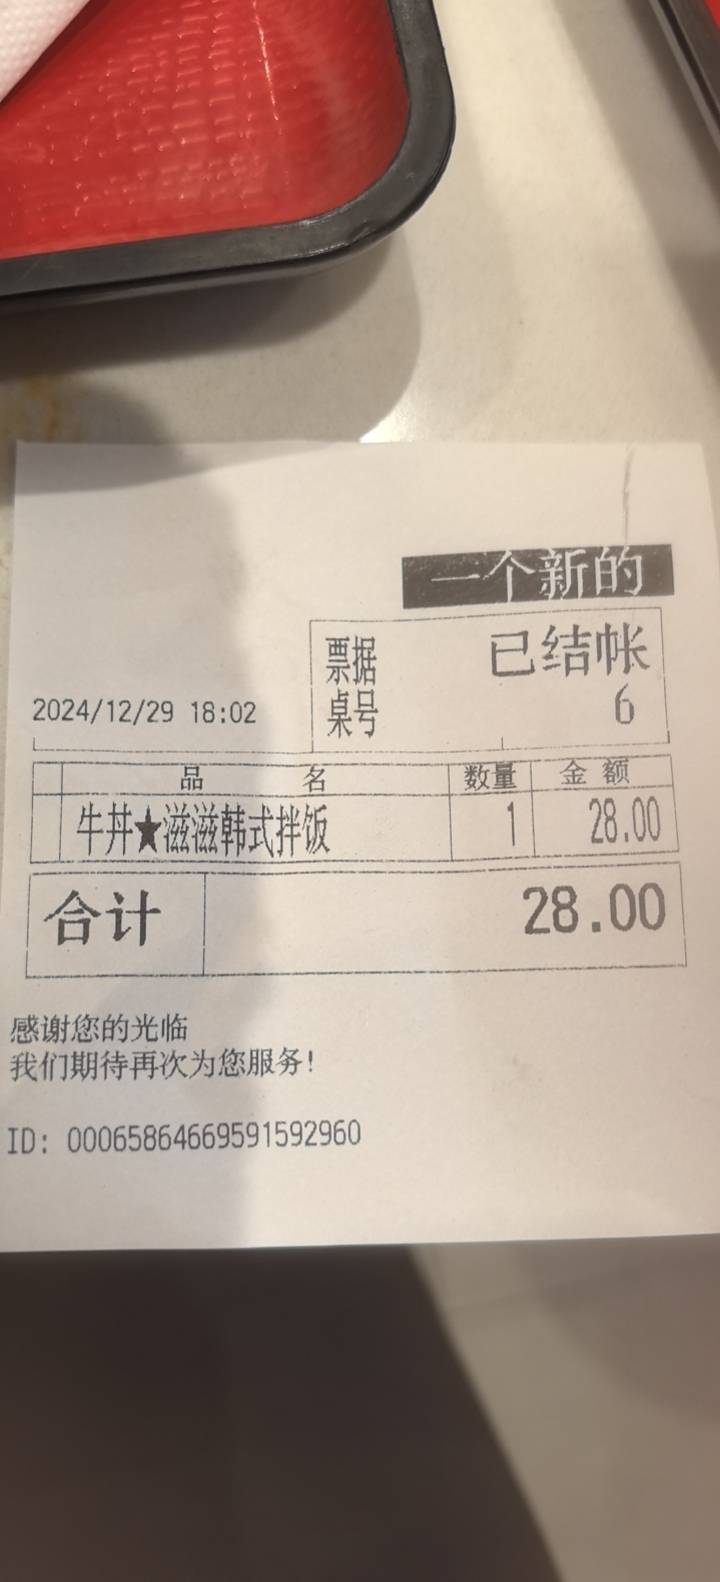 一个新的
票据 已结帐
2024/12/29 18:02 桌号 6
品 名 数量 金 额
牛丼★滋滋韩式拌饭 1 28.00
合计 28.00
感谢您的光临
我们期待再次为您服务!
ID: 00065864669591592960